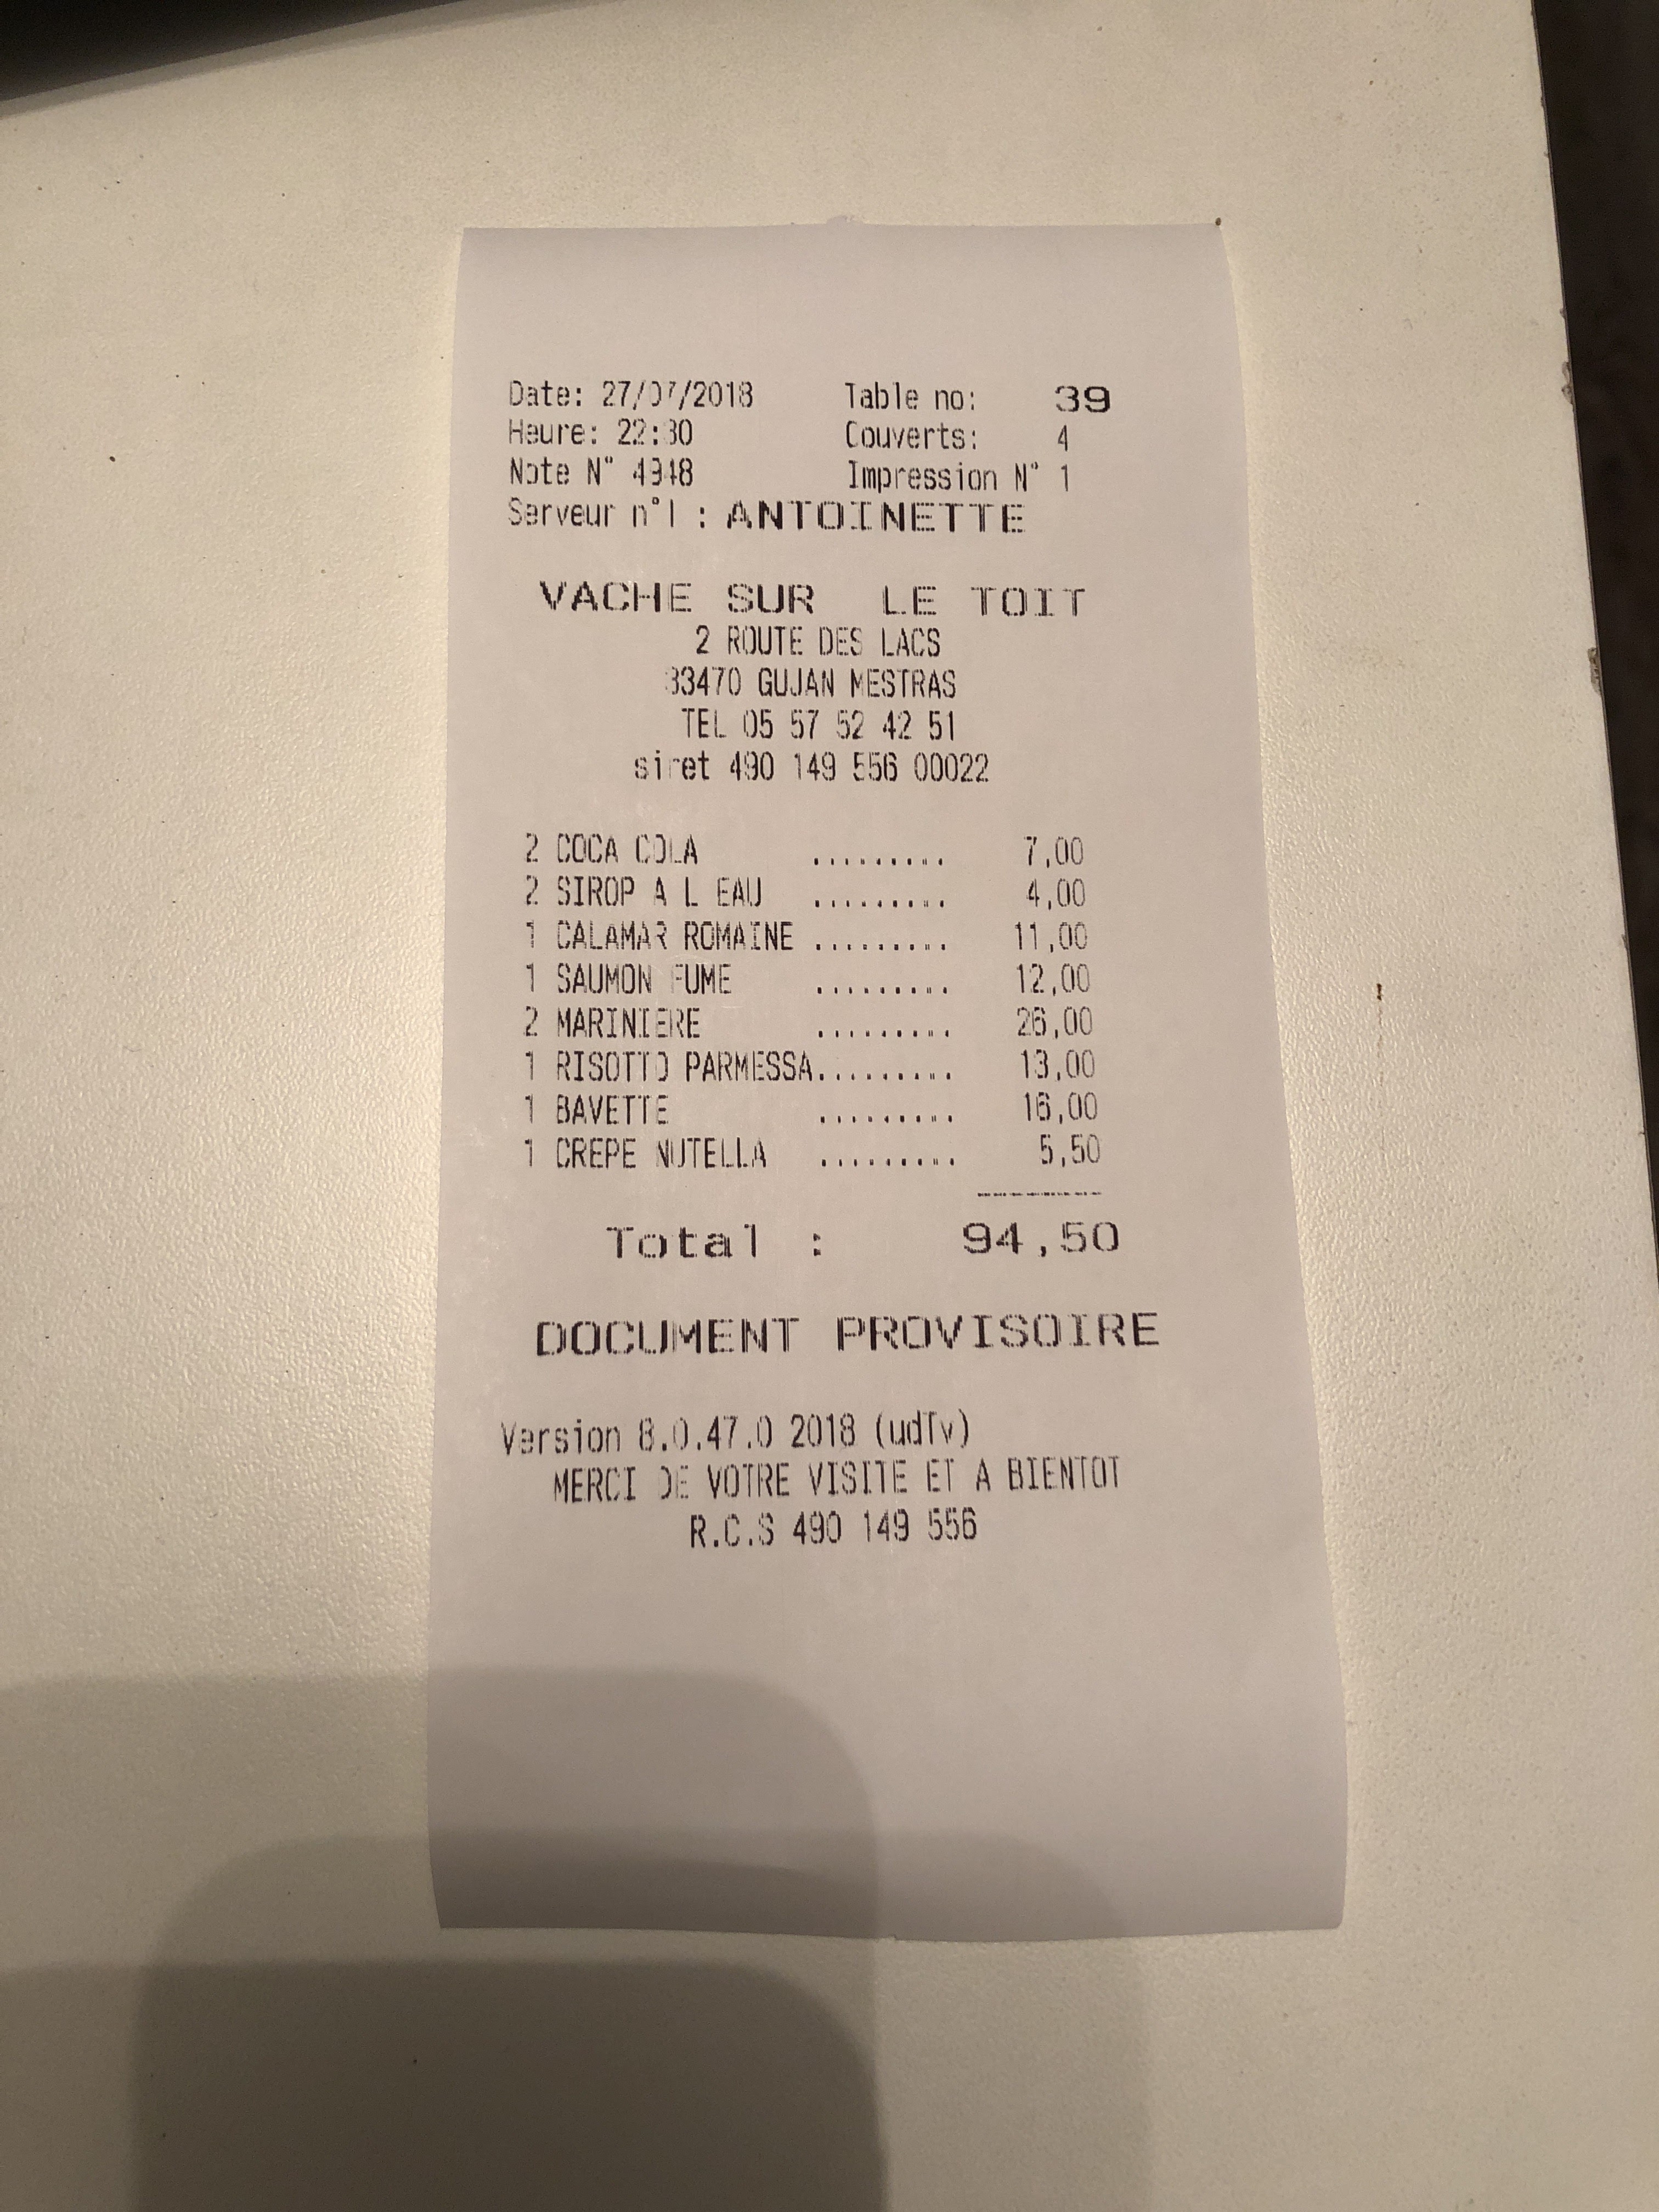 Date: 27/07/2018 Table no: 39
Heure: 22:30 Couverts: 4
Note N° 4948 Impression N° 1
Serveur n°1 : ANTOINETTE
VACHE SUR LE TOIT
2 ROUTE DES LACS
33470 GUJAN MESTRAS
TEL 05 57 52 42 51
siret 490 149 556 00022
2 COCA COLA ......... 7,00
2 SIROP A L EAU ......... 4,00
1 CALAMAR ROMAINE ......... 11,00
1 SAUMON FUME ......... 12,00
2 MARINIERE ......... 26,00
1 RISOTTO PARMESSA......... 13,00
1 BAVETTE ......... 16,00
1 CREPE NUTELLA ......... 5,50
Total : 94,50
DOCUMENT PROVISOIRE
Version 8.0.47.0 2018 (udTv)
MERCI DE VOTRE VISITE ET A BIENTOT
R.C.S 490 149 556